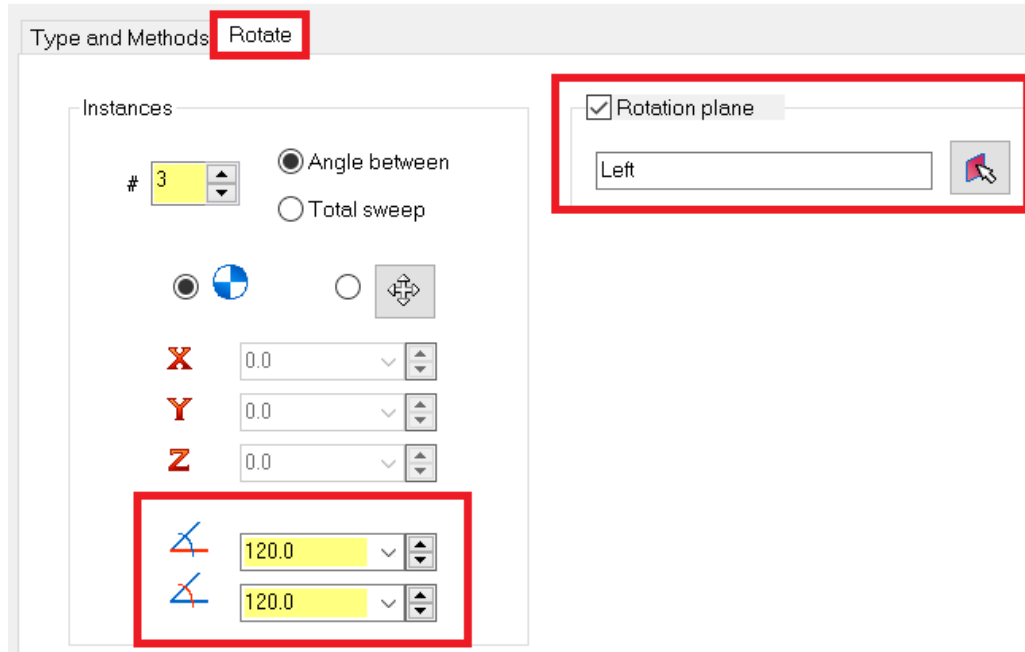 Type and Methods
Rotate
Instances
# 3
Angle between
Total sweep
X 0.0
Y 0.0
Z 0.0
120.0
120.0
Rotation plane
Left